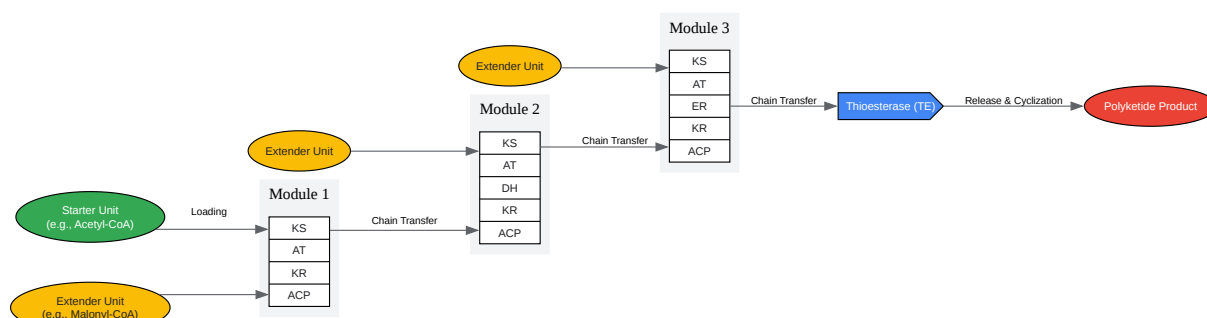 Starter Unit
(e.g., Acetyl-CoA)
Loading
Extender Unit
(e.g., Malonyl-CoA)
Module 1
KS
AT
KR
ACP
Chain Transfer
Extender Unit
Module 2
KS
AT
DH
KR
ACP
Chain Transfer
Extender Unit
Module 3
KS
AT
ER
KR
ACP
Chain Transfer
Thioesterase (TE)
Release & Cyclization
Polyketide Product